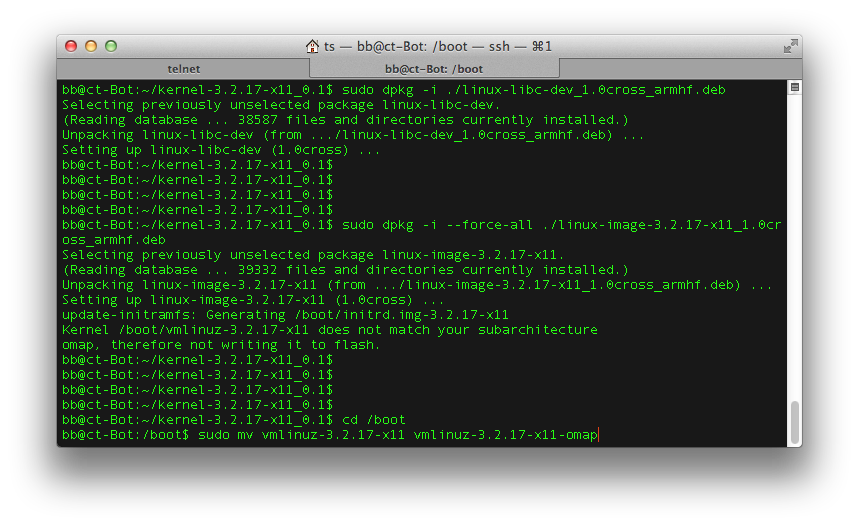 ts — bb@ct-Bot: /boot — ssh — ⌘1
telnet
bb@ct-Bot: /boot
bb@ct-Bot:~/kernel-3.2.17-x11_0.1$ sudo dpkg -i ./linux-libc-dev_1.0cross_armhf.deb
Selecting previously unselected package linux-libc-dev.
(Reading database ... 38587 files and directories currently installed.)
Unpacking linux-libc-dev (from .../linux-libc-dev_1.0cross_armhf.deb) ...
Setting up linux-libc-dev (1.0cross) ...
bb@ct-Bot:~/kernel-3.2.17-x11_0.1$
bb@ct-Bot:~/kernel-3.2.17-x11_0.1$
bb@ct-Bot:~/kernel-3.2.17-x11_0.1$
bb@ct-Bot:~/kernel-3.2.17-x11_0.1$
bb@ct-Bot:~/kernel-3.2.17-x11_0.1$ sudo dpkg -i --force-all ./linux-image-3.2.17-x11_1.0cr
oss_armhf.deb
Selecting previously unselected package linux-image-3.2.17-x11.
(Reading database ... 39332 files and directories currently installed.)
Unpacking linux-image-3.2.17-x11 (from .../linux-image-3.2.17-x11_1.0cross_armhf.deb) ...
Setting up linux-image-3.2.17-x11 (1.0cross) ...
update-initramfs: Generating /boot/initrd.img-3.2.17-x11
Kernel /boot/vmlinuz-3.2.17-x11 does not match your subarchitecture
omap, therefore not writing it to flash.
bb@ct-Bot:~/kernel-3.2.17-x11_0.1$
bb@ct-Bot:~/kernel-3.2.17-x11_0.1$
bb@ct-Bot:~/kernel-3.2.17-x11_0.1$
bb@ct-Bot:~/kernel-3.2.17-x11_0.1$
bb@ct-Bot:~/kernel-3.2.17-x11_0.1$ cd /boot
bb@ct-Bot:/boot$ sudo mv vmlinuz-3.2.17-x11 vmlinuz-3.2.17-x11-omap